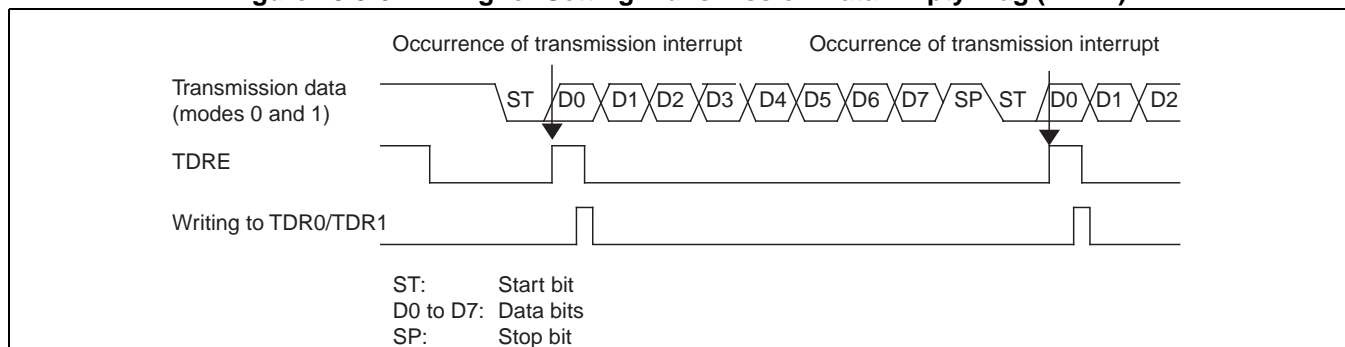 Occurrence of transmission interrupt Occurrence of transmission interrupt
Transmission data
(modes 0 and 1)
ST D0 D1 D2 D3 D4 D5 D6 D7 SP ST D0 D1 D2
TDRE
Writing to TDR0/TDR1
ST: Start bit
D0 to D7: Data bits
SP: Stop bit